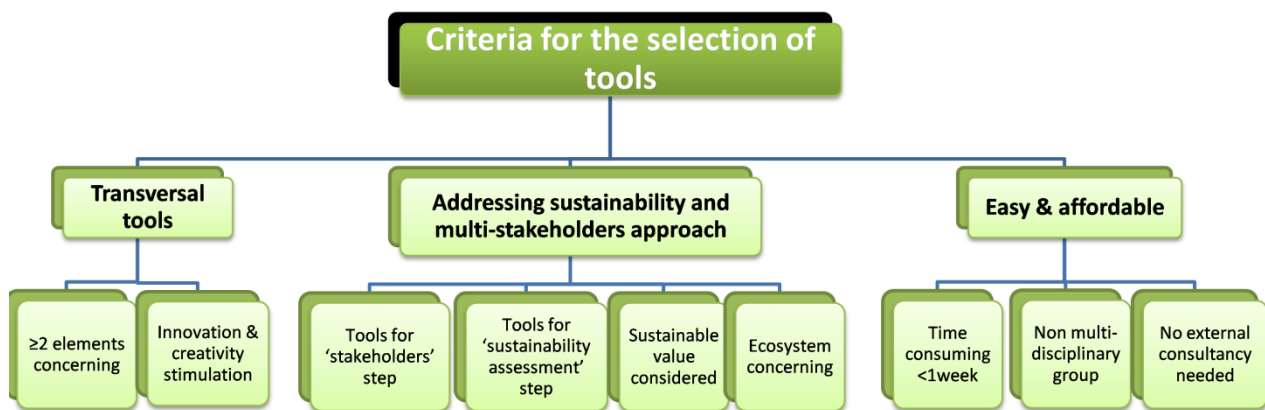 Criteria for the selection of
tools
Transversal
tools
Addressing sustainability and
multi-stakeholders approach
Easy & affordable
≥2 elements
concerning
Innovation &
creativity
stimulation
Tools for
‘stakeholders’
step
Tools for
‘sustainability
assessment’
step
Sustainable
value
considered
Ecosystem
concerning
Time
consuming
<1week
Non multi-
disciplinary
group
No external
consultancy
needed